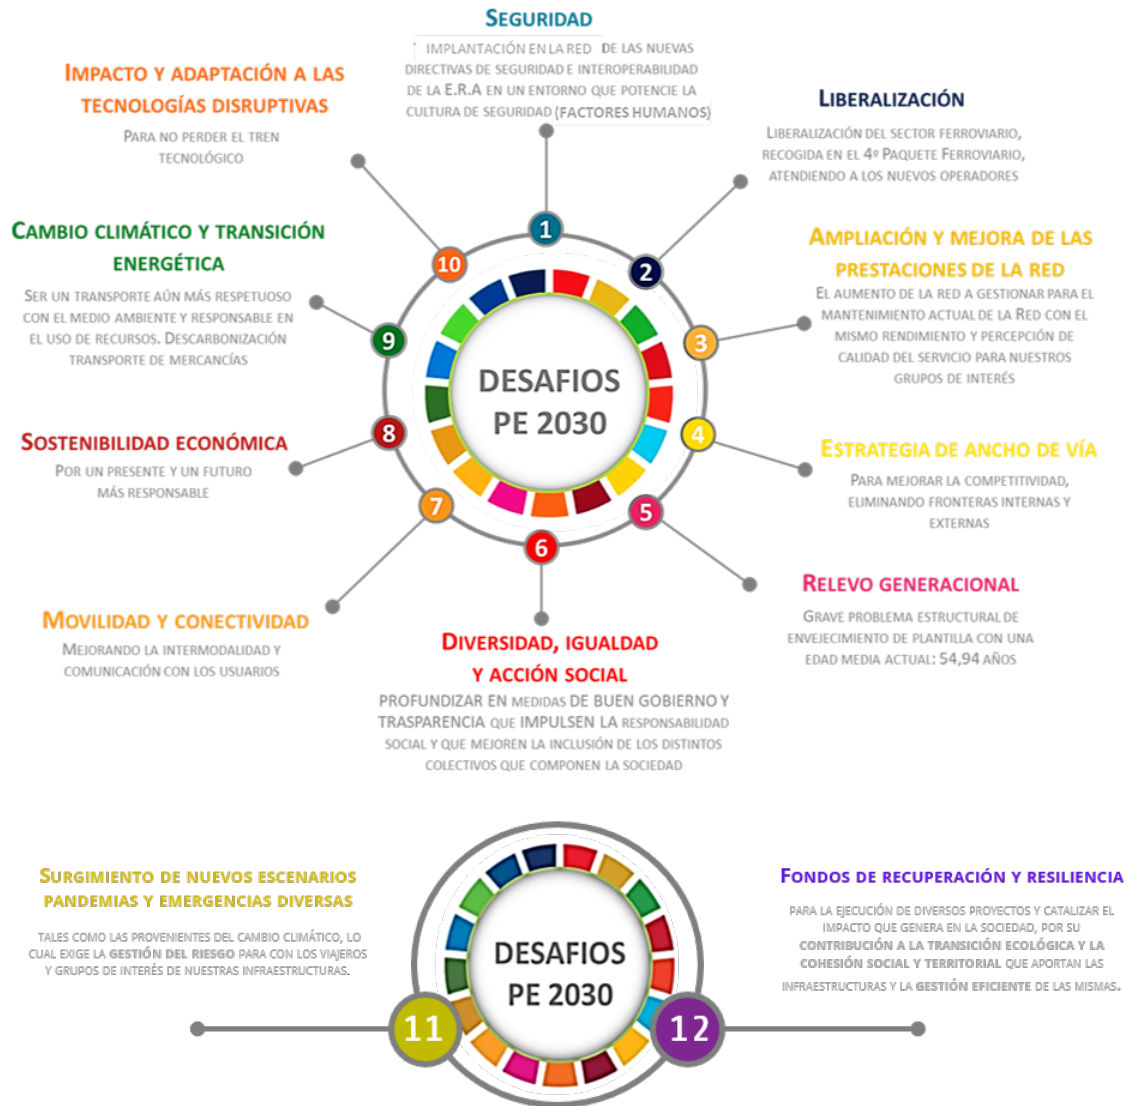 SEGURIDAD
IMPLANTACIÓN EN LA RED DE LAS NUEVAS
DIRECTIVAS DE SEGURIDAD E INTEROPERABILIDAD
DE LA E.R.A EN UN ENTORNO QUE POTENCIE LA
CULTURA DE SEGURIDAD (FACTORES HUMANOS)
IMPACTO Y ADAPTACIÓN A LAS
TECNOLOGÍAS DISRUPTIVAS
PARA NO PERDER EL TREN
TECNOLÓGICO
LIBERALIZACIÓN
LIBERALIZACIÓN DEL SECTOR FERROVIARIO,
RECOGIDA EN EL 4º PAQUETE FERROVIARIO,
ATENDIENDO A LOS NUEVOS OPERADORES
CAMBIO CLIMÁTICO Y TRANSICIÓN
ENERGÉTICA
SER UN TRANSPORTE AÚN MÁS RESPETUOSO
CON EL MEDIO AMBIENTE Y RESPONSABLE EN
EL USO DE RECURSOS. DESCARBONIZACIÓN
TRANSPORTE DE MERCANCÍAS
AMPLIACIÓN Y MEJORA DE LAS
PRESTACIONES DE LA RED
EL AUMENTO DE LA RED A GESTIONAR PARA EL
MANTENIMIENTO ACTUAL DE LA RED CON EL
MISMO RENDIMIENTO Y PERCEPCIÓN DE
CALIDAD DEL SERVICIO PARA NUESTROS
GRUPOS DE INTERÉS
1
2
3
4
5
6
7
8
9
10
DESAFIOS
PE 2030
SOSTENIBILIDAD ECONÓMICA
POR UN PRESENTE Y UN FUTURO
MÁS RESPONSABLE
ESTRATEGIA DE ANCHO DE VÍA
PARA MEJORAR LA COMPETITIVIDAD,
ELIMINANDO FRONTERAS INTERNAS Y
EXTERNAS
MOVILIDAD Y CONECTIVIDAD
MEJORANDO LA INTERMODALIDAD Y
COMUNICACIÓN CON LOS USUARIOS
RELEVO GENERACIONAL
GRAVE PROBLEMA ESTRUCTURAL DE
ENVEJECIMIENTO DE PLANTILLA CON UNA
EDAD MEDIA ACTUAL: 54,94 AÑOS
DIVERSIDAD, IGUALDAD
Y ACCIÓN SOCIAL
PROFUNDIZAR EN MEDIDAS DE BUEN GOBIERNO Y
TRASPARENCIA QUE IMPULSEN LA RESPONSABILIDAD
SOCIAL Y QUE MEJOREN LA INCLUSIÓN DE LOS DISTINTOS
COLECTIVOS QUE COMPONEN LA SOCIEDAD
SURGIMIENTO DE NUEVOS ESCENARIOS
PANDEMIAS Y EMERGENCIAS DIVERSAS
TALES COMO LAS PROVENIENTES DEL CAMBIO CLIMÁTICO, LO
CUAL EXIGE LA GESTIÓN DEL RIESGO PARA CON LOS VIAJEROS
Y GRUPOS DE INTERÉS DE NUESTRAS INFRAESTRUCTURAS.
DESAFIOS
PE 2030
11
12
FONDOS DE RECUPERACIÓN Y RESILIENCIA
PARA LA EJECUCIÓN DE DIVERSOS PROYECTOS Y CATALIZAR EL
IMPACTO QUE GENERA EN LA SOCIEDAD, POR SU
CONTRIBUCIÓN A LA TRANSICIÓN ECOLÓGICA Y LA
COHESIÓN SOCIAL Y TERRITORIAL QUE APORTAN LAS
INFRAESTRUCTURAS Y LA GESTIÓN EFICIENTE DE LAS MISMAS.